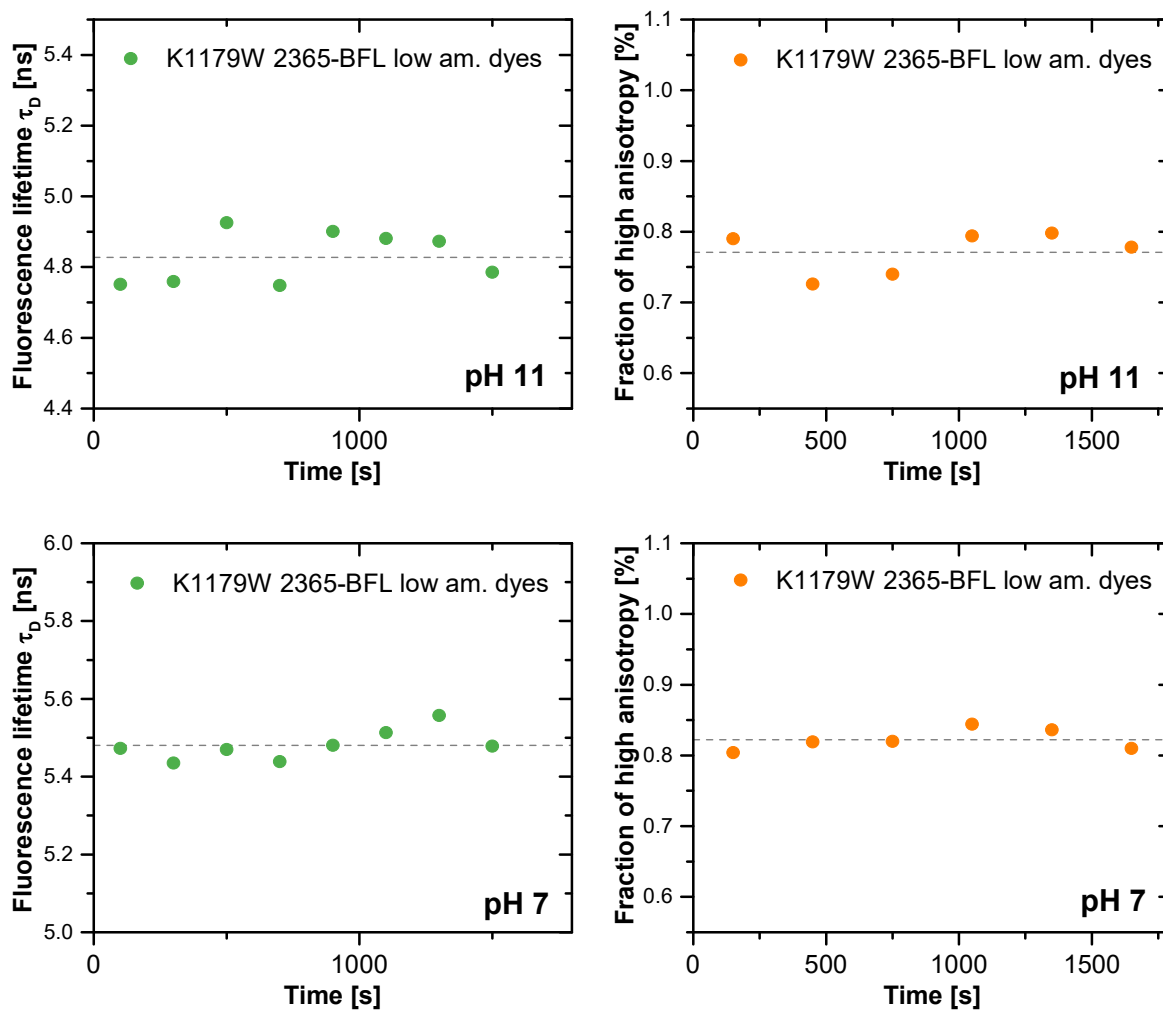 Fluorescence lifetime τD [ns]
5.4
5.2
5.0
4.8
4.6
4.4
K1179W 2365-BFL low am. dyes
pH 11
0
1000
Time [s]
Fraction of high anisotropy [%]
1.1
1.0
0.9
0.8
0.7
0.6
K1179W 2365-BFL low am. dyes
pH 11
0
500
1000
1500
Time [s]
Fluorescence lifetime τD [ns]
6.0
5.8
5.6
5.4
5.2
5.0
K1179W 2365-BFL low am. dyes
pH 7
0
1000
Time [s]
Fraction of high anisotropy [%]
1.1
1.0
0.9
0.8
0.7
0.6
K1179W 2365-BFL low am. dyes
pH 7
0
500
1000
1500
Time [s]